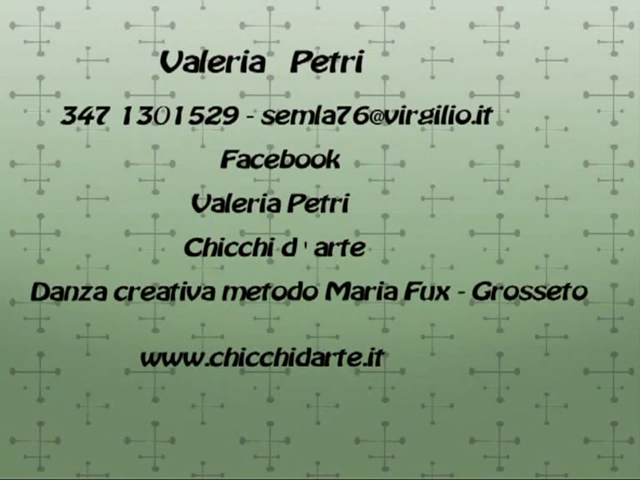 Valeria Petri
347 1301529 - semla76@virgilio.it
Facebook
Valeria Petri
Chicchi d'arte
Danza creativa metodo Maria Fux - Grosseto
www.chicchidarte.it